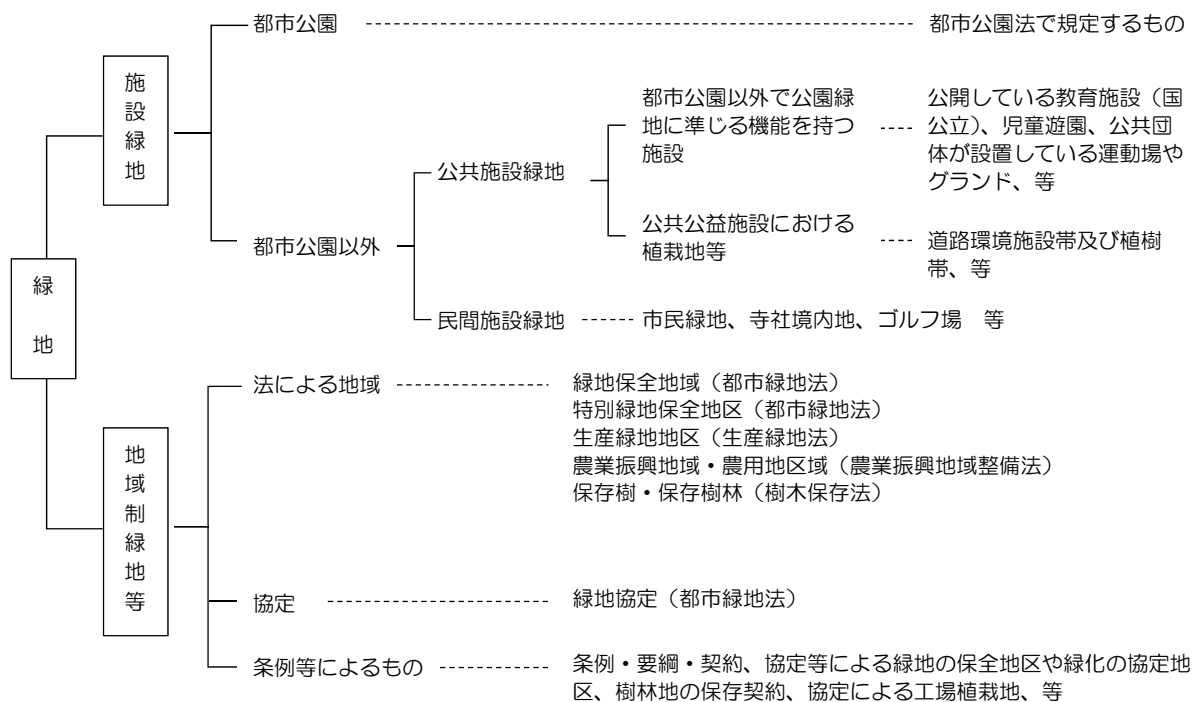 都市公園
都市公園法で規定するもの
施設緑地
都市公園以外で公園緑
地に準じる機能を持つ
施設
公開している教育施設（国
公立）、児童遊園、公共団
体が設置している運動場や
グランド、等
公共施設緑地
公共公益施設における
植栽地等
道路環境施設帯及び植樹
帯、等
都市公園以外
民間施設緑地
市民緑地、寺社境内地、ゴルフ場　等
緑地
法による地域
緑地保全地域（都市緑地法）
特別緑地保全地区（都市緑地法）
生産緑地地区（生産緑地法）
農業振興地域・農用地区域（農業振興地域整備法）
保存樹・保存樹林（樹木保存法）
地域制緑地等
協定
緑地協定（都市緑地法）
条例等によるもの
条例・要綱・契約、協定等による緑地の保全地区や緑化の協定地
区、樹林地の保存契約、協定による工場植栽地、等